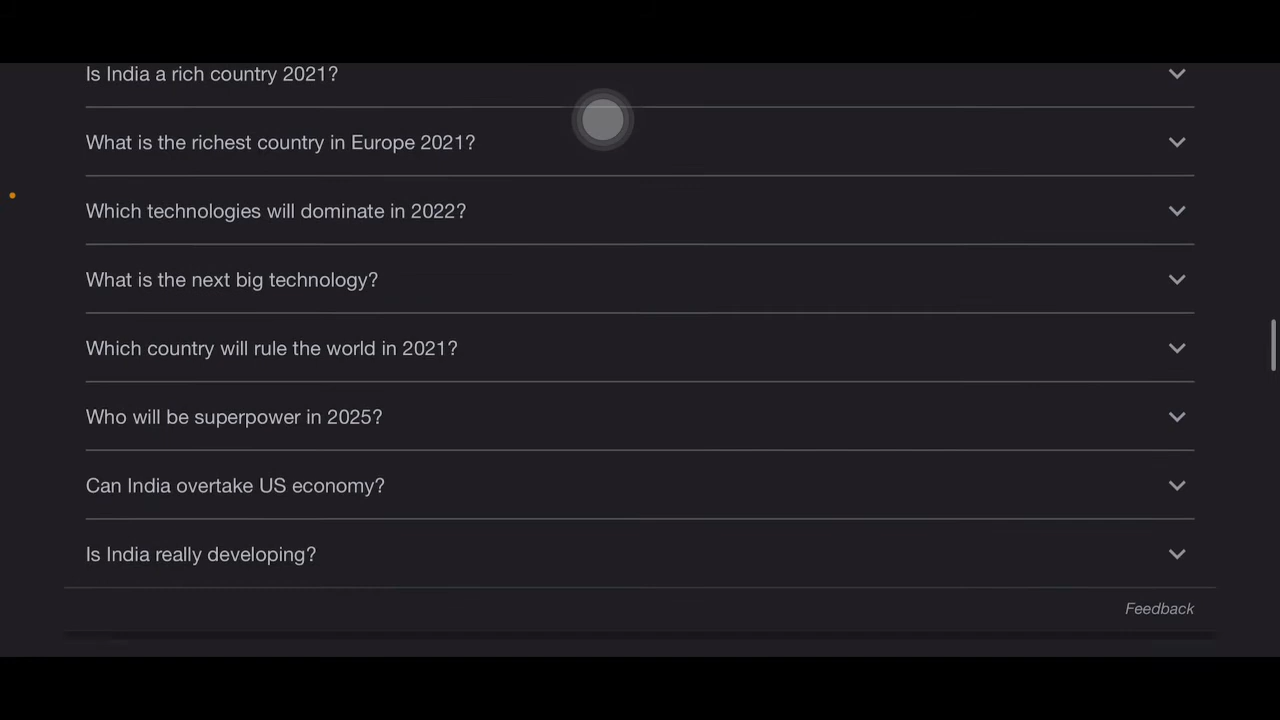 Is India a rich country 2021?
What is the richest country in Europe 2021?
Which technologies will dominate in 2022?
What is the next big technology?
Which country will rule the world in 2021?
Who will be superpower in 2025?
Can India overtake US economy?
Is India really developing?
Feedback